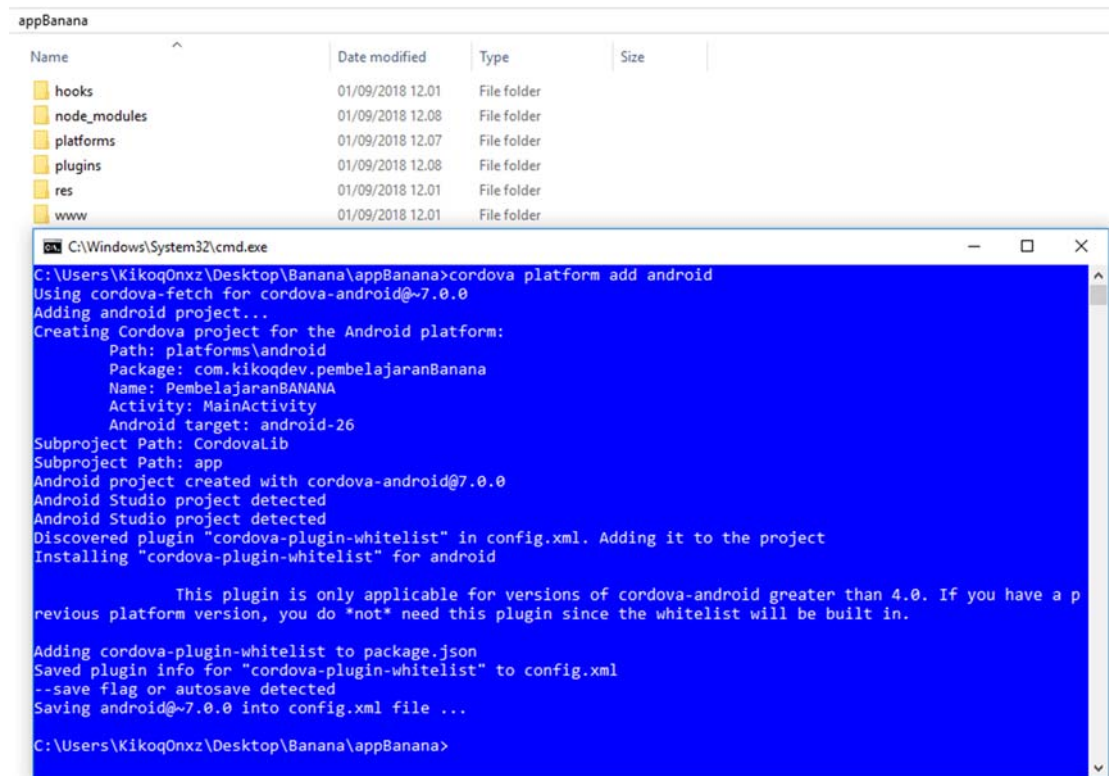 appBanana
Name Date modified Type Size
hooks 01/09/2018 12.01 File folder
node_modules 01/09/2018 12.08 File folder
platforms 01/09/2018 12.07 File folder
plugins 01/09/2018 12.08 File folder
res 01/09/2018 12.01 File folder
www 01/09/2018 12.01 File folder
C:\Windows\System32\cmd.exe
C:\Users\KikoqOnxz\Desktop\Banana\appBanana>cordova platform add android
Using cordova-fetch for cordova-android@~7.0.0
Adding android project...
Creating Cordova project for the Android platform:
Path: platforms\android
Package: com.kikoqdev.pembelajaranBanana
Name: PembelajaranBANANA
Activity: MainActivity
Android target: android-26
Subproject Path: CordovaLib
Subproject Path: app
Android project created with cordova-android@7.0.0
Android Studio project detected
Android Studio project detected
Discovered plugin "cordova-plugin-whitelist" in config.xml. Adding it to the project
Installing "cordova-plugin-whitelist" for android
This plugin is only applicable for versions of cordova-android greater than 4.0. If you have a p
revious platform version, you do *not* need this plugin since the whitelist will be built in.
Adding cordova-plugin-whitelist to package.json
Saved plugin info for "cordova-plugin-whitelist" to config.xml
--save flag or autosave detected
Saving android@~7.0.0 into config.xml file ...
C:\Users\KikoqOnxz\Desktop\Banana\appBanana>